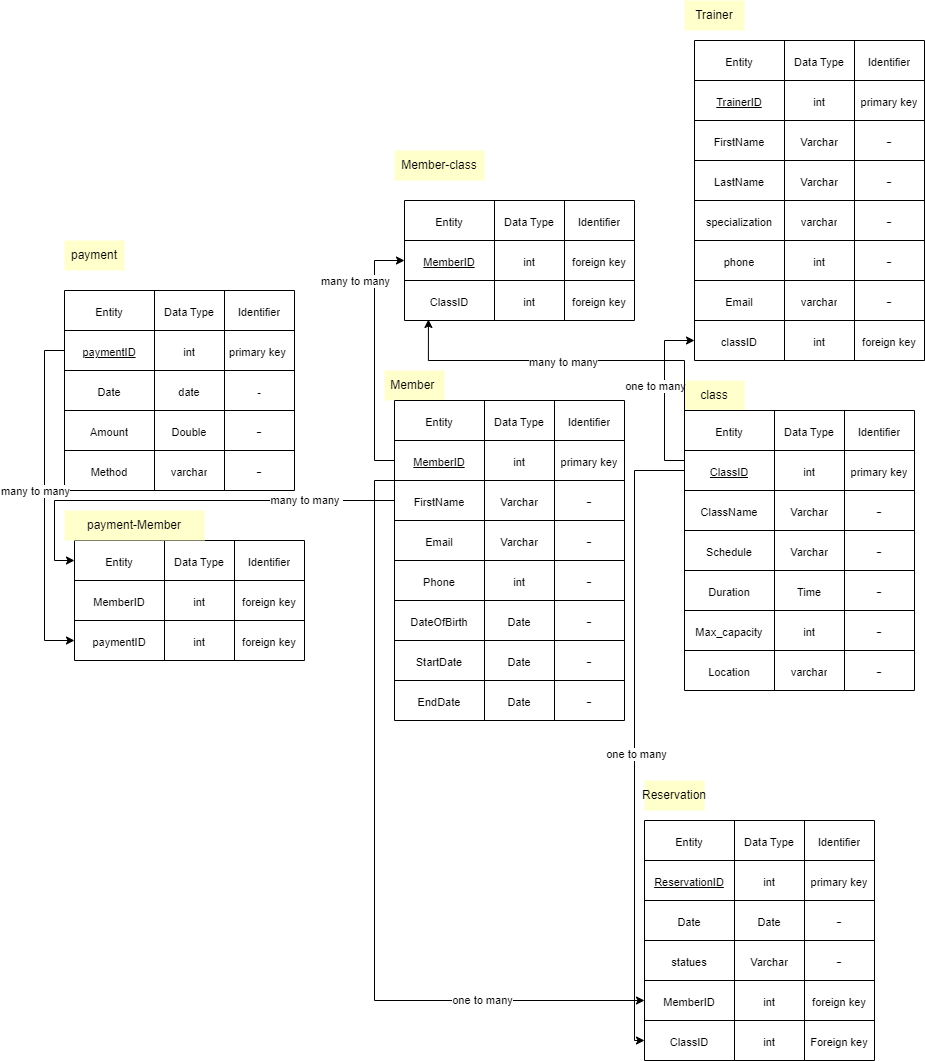 Trainer
Entity Data Type Identifier
TrainerID int primary key
FirstName Varchar -
LastName Varchar -
specialization varchar -
phone int -
Email varchar -
classID int foreign key
Member-class
Entity Data Type Identifier
MemberID int foreign key
ClassID int foreign key
many to many
many to many
one to many
payment
Entity Data Type Identifier
paymentID int primary key
Date date -
Amount Double -
Method varchar -
many to many
many to many
payment-Member
Entity Data Type Identifier
MemberID int foreign key
paymentID int foreign key
Member
Entity Data Type Identifier
MemberID int primary key
FirstName Varchar -
Email Varchar -
Phone int -
DateOfBirth Date -
StartDate Date -
EndDate Date -
class
Entity Data Type Identifier
ClassID int primary key
ClassName Varchar -
Schedule Varchar -
Duration Time -
Max_capacity int -
Location varchar -
one to many
Reservation
Entity Data Type Identifier
ReservationID int primary key
Date Date -
statues Varchar -
MemberID int foreign key
ClassID int Foreign key
one to many